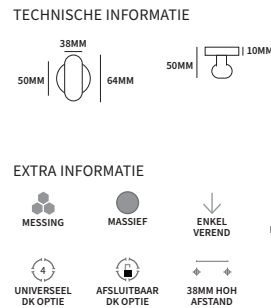 TECHNISCHE INFORMATIE
38MM
10MM
50MM
50MM
64MM
EXTRA INFORMATIE
MESSING
MASSIEF
ENKEL
VEREND
4
UNIVERSEEL
DK OPTIE
AFSLUITBAAR
DK OPTIE
38MM HOH
AFSTAND